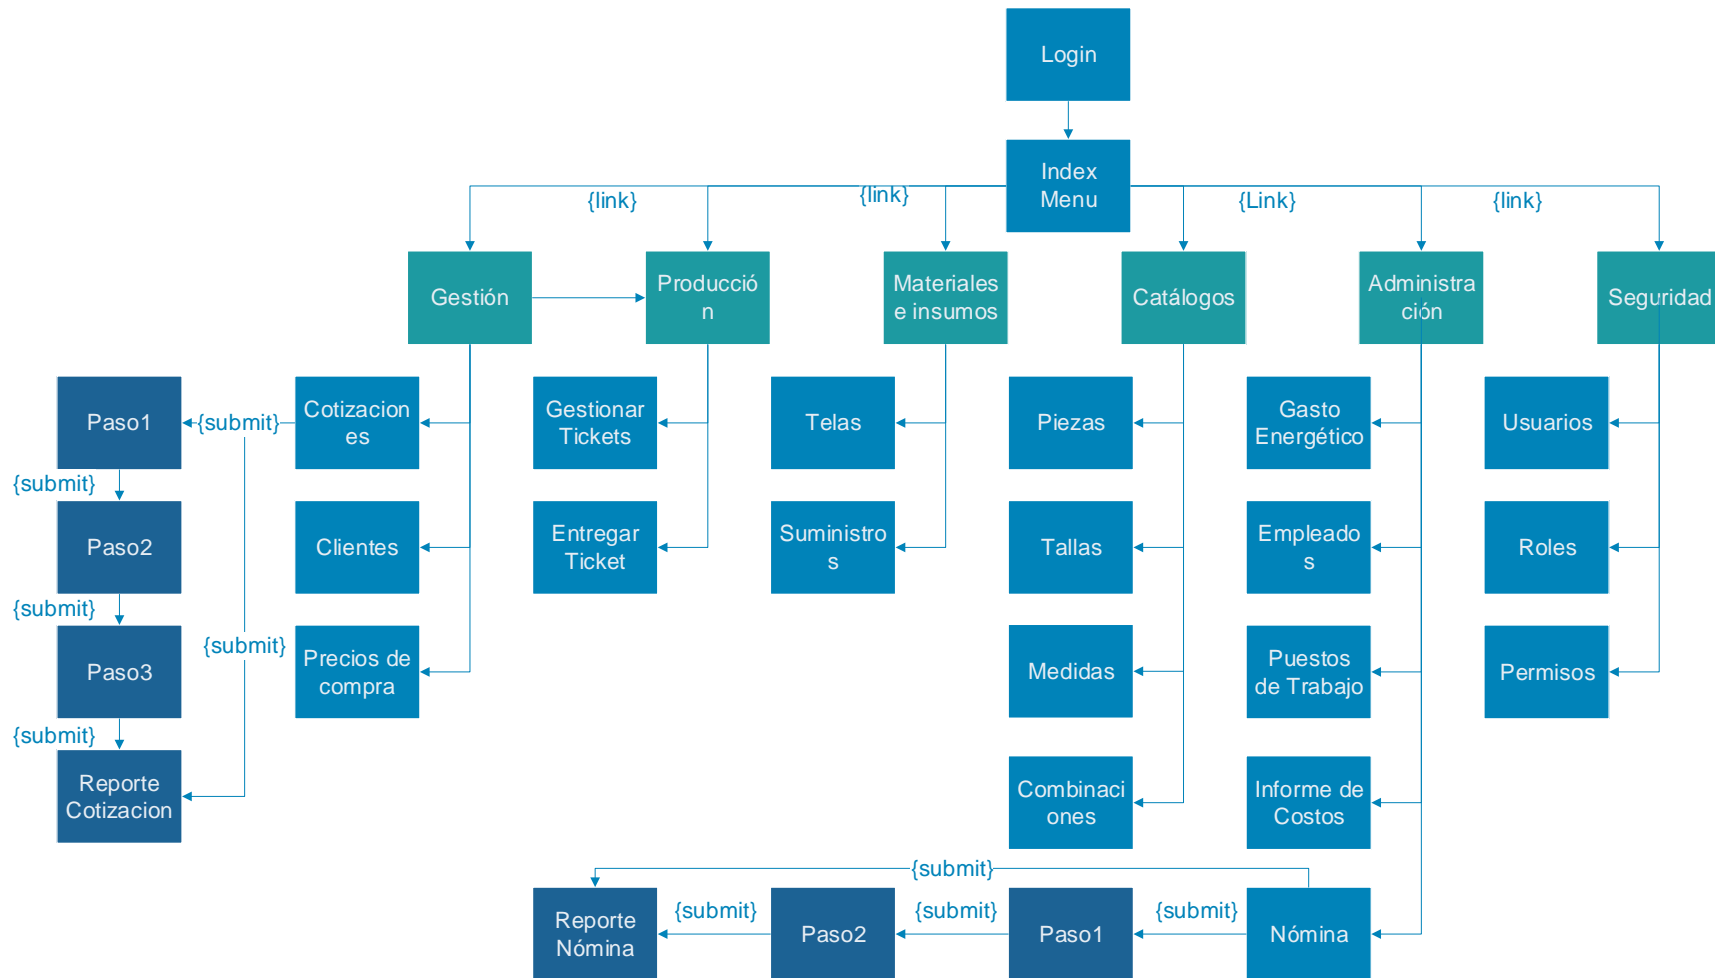 Login
Index
Menu
{link}
{link}
{Link}
{link}
Gestión
Producció
n
Materiales
e insumos
Catálogos
Administra
ción
Seguridad
Paso1
{submit}
Cotizacion
es
Gestionar
Tickets
Telas
Piezas
Gasto
Energético
Usuarios
{submit}
Paso2
Clientes
Entregar
Ticket
Suministro
s
Tallas
Empleado
s
Roles
{submit}
{submit}
Paso3
Precios de
compra
Medidas
Puestos
de Trabajo
Permisos
{submit}
Reporte
Cotizacion
Combinaci
ones
Informe de
Costos
{submit}
Reporte
Nómina
{submit}
Paso2
{submit}
Paso1
{submit}
Nómina